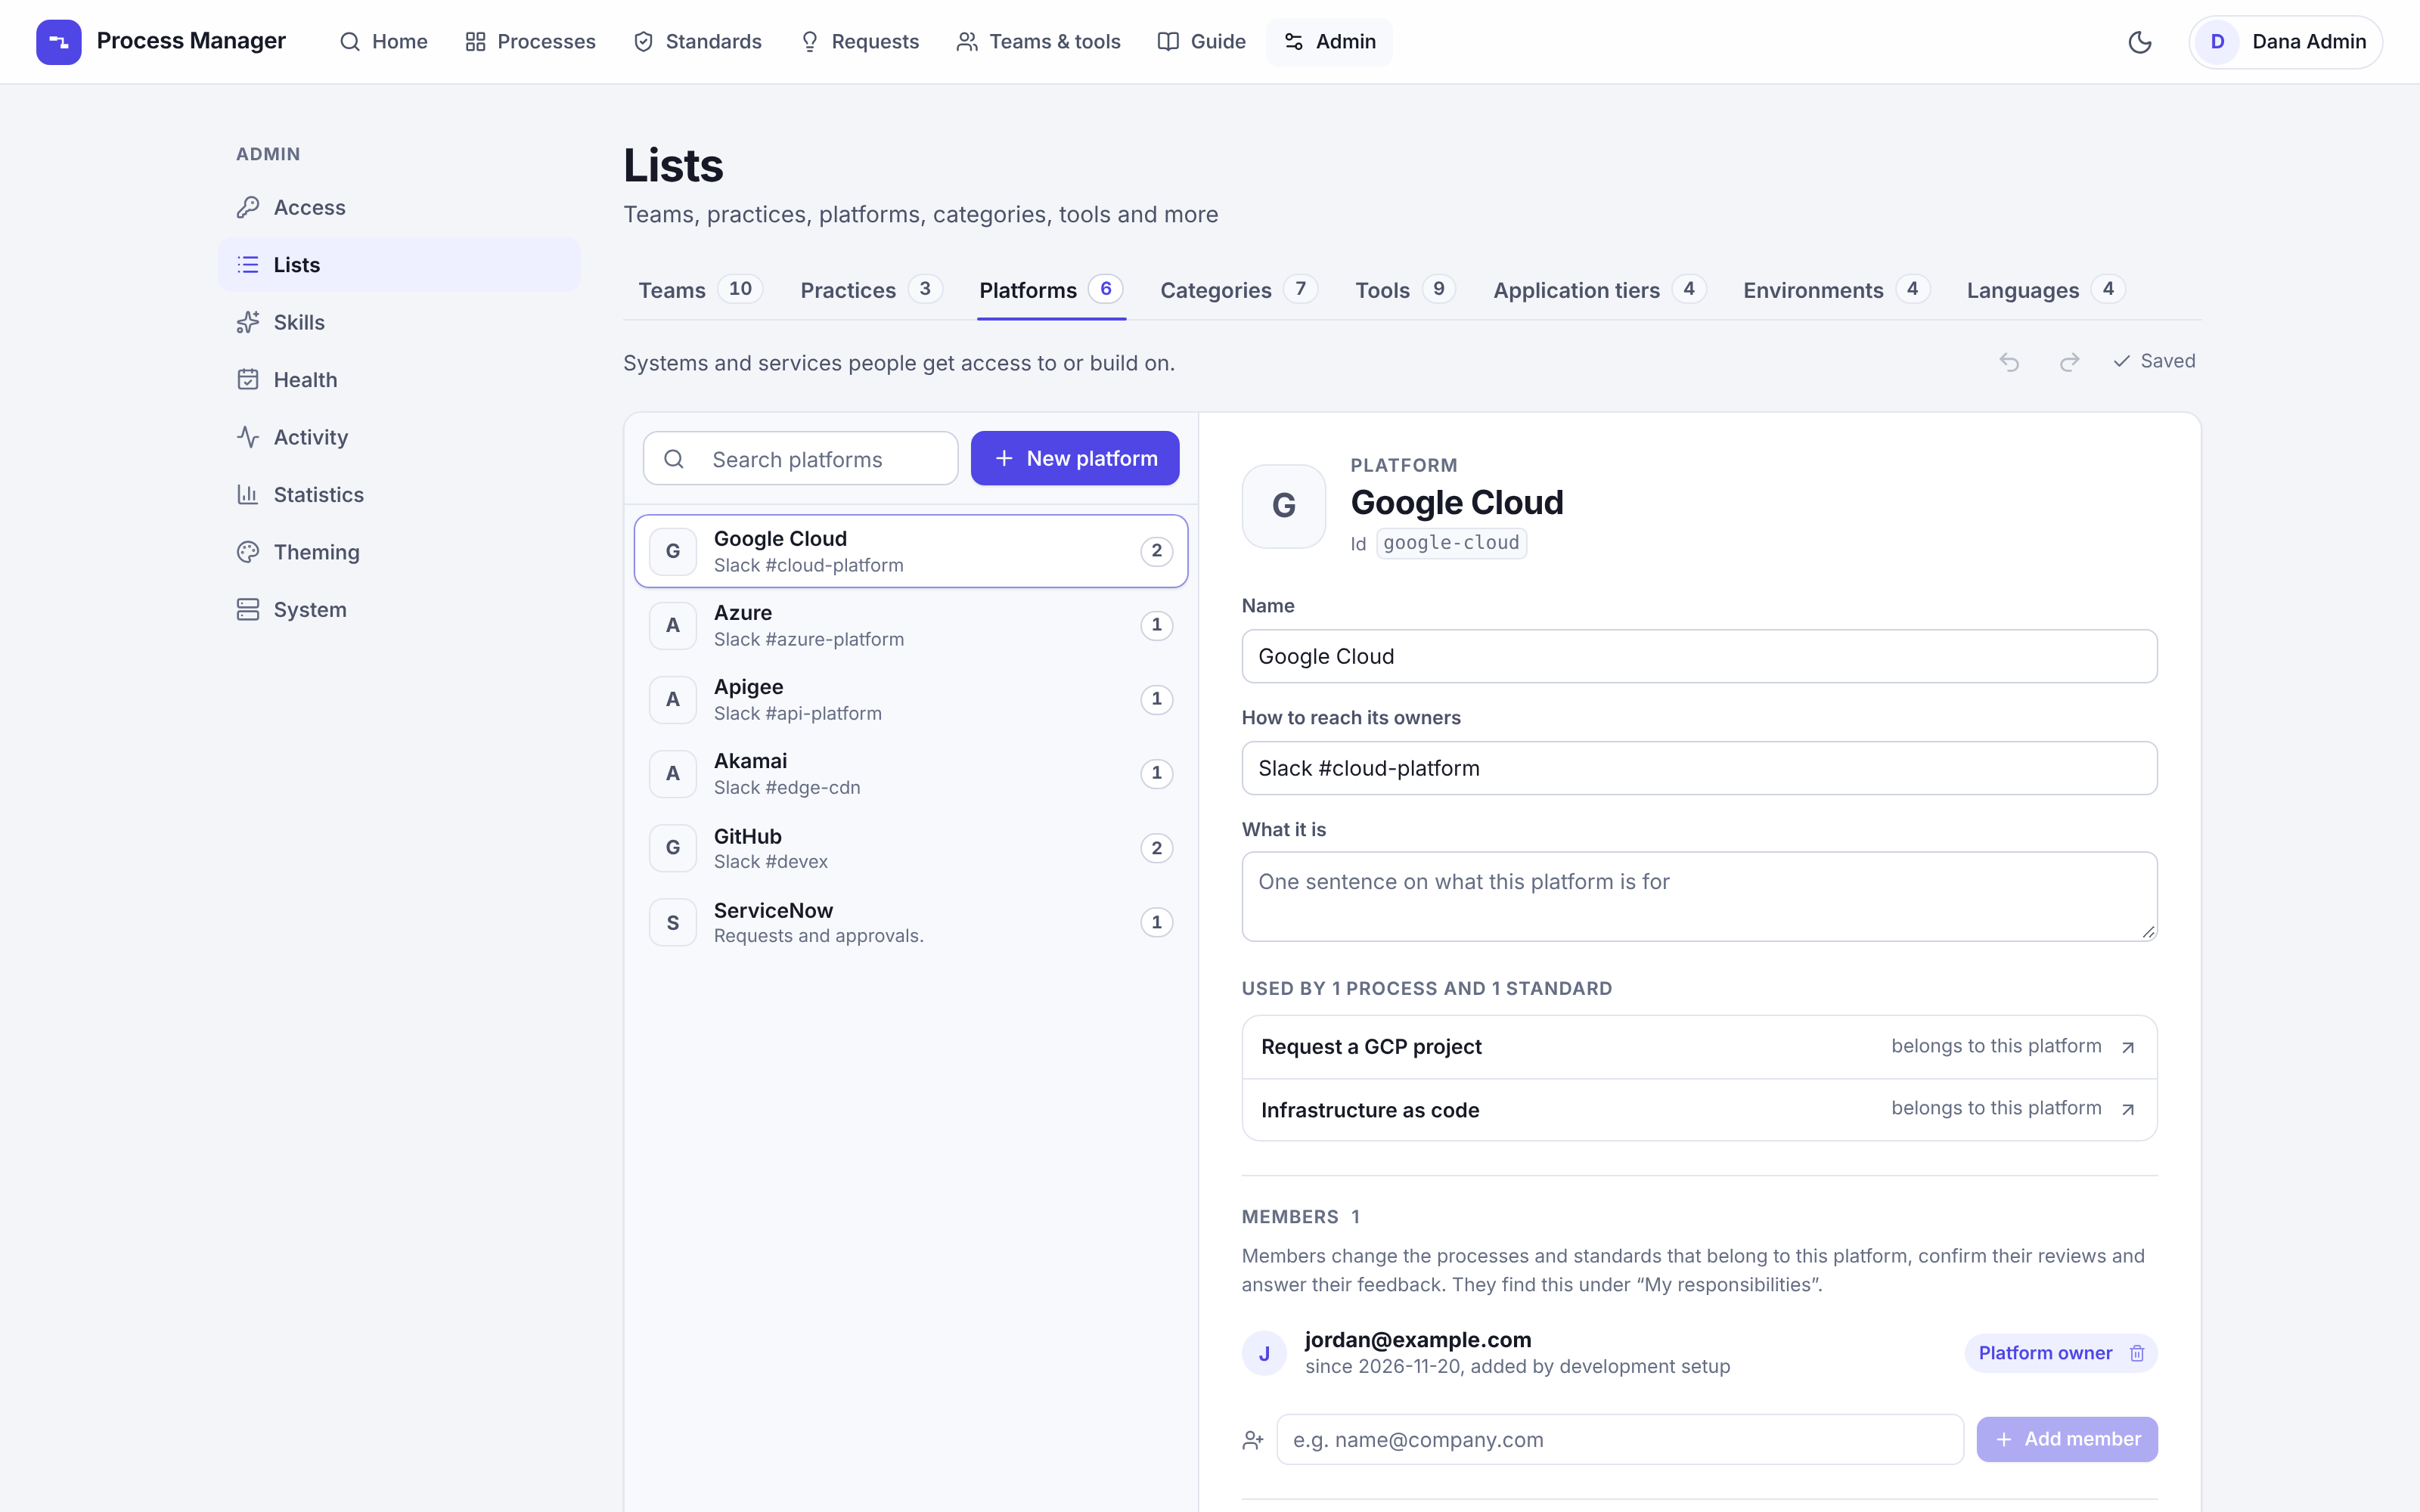 Process Manager
Home
Processes
Standards
Requests
Teams & tools
Guide
Admin
D
Dana Admin
ADMIN
Access
Lists
Skills
Health
Activity
Statistics
Theming
System
Lists
Teams, practices, platforms, categories, tools and more
Teams 10
Practices 3
Platforms 6
Categories 7
Tools 9
Application tiers 4
Environments 4
Languages 4
Systems and services people get access to or build on.
Saved
Search platforms
New platform
G
Google Cloud
Slack #cloud-platform
2
A
Azure
Slack #azure-platform
1
A
Apigee
Slack #api-platform
1
A
Akamai
Slack #edge-cdn
1
G
GitHub
Slack #devex
2
S
ServiceNow
Requests and approvals.
1
G
PLATFORM
Google Cloud
Id google-cloud
Name
Google Cloud
How to reach its owners
Slack #cloud-platform
What it is
One sentence on what this platform is for
USED BY 1 PROCESS AND 1 STANDARD
Request a GCP project
belongs to this platform
Infrastructure as code
belongs to this platform
MEMBERS 1
Members change the processes and standards that belong to this platform, confirm their reviews and
answer their feedback. They find this under “My responsibilities”.
J
jordan@example.com
since 2026-11-20, added by development setup
Platform owner
e.g. name@company.com
Add member